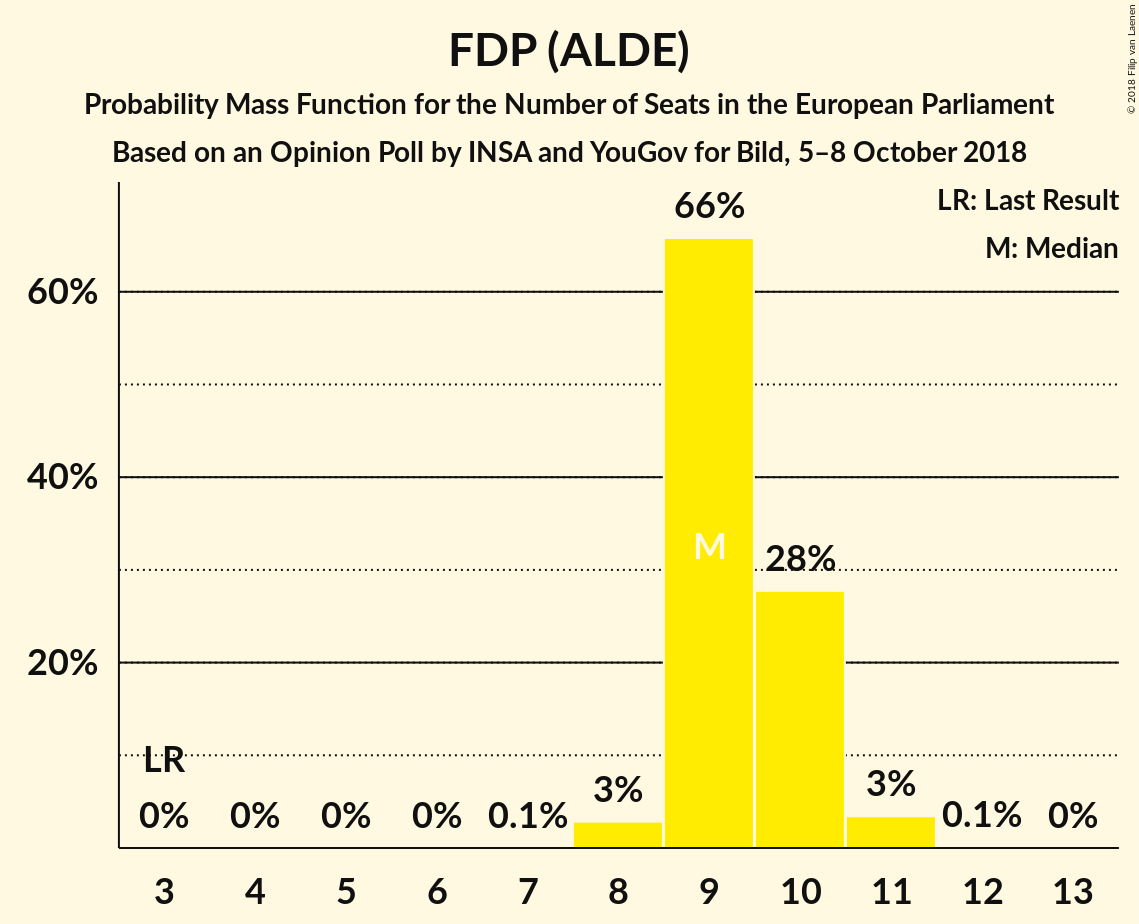 FDP (ALDE)
Probability Mass Function for the Number of Seats in the European Parliament
Based on an Opinion Poll by INSA and YouGov for Bild, 5–8 October 2018
© 2018 Filip van Laenen
LR: Last Result
M: Median
66%
60%
40%
M
28%
20%
LR
0%
0%
0%
0%
0.1%
3%
3%
0.1%
0%
3 4 5 6 7 8 9 10 11 12 13